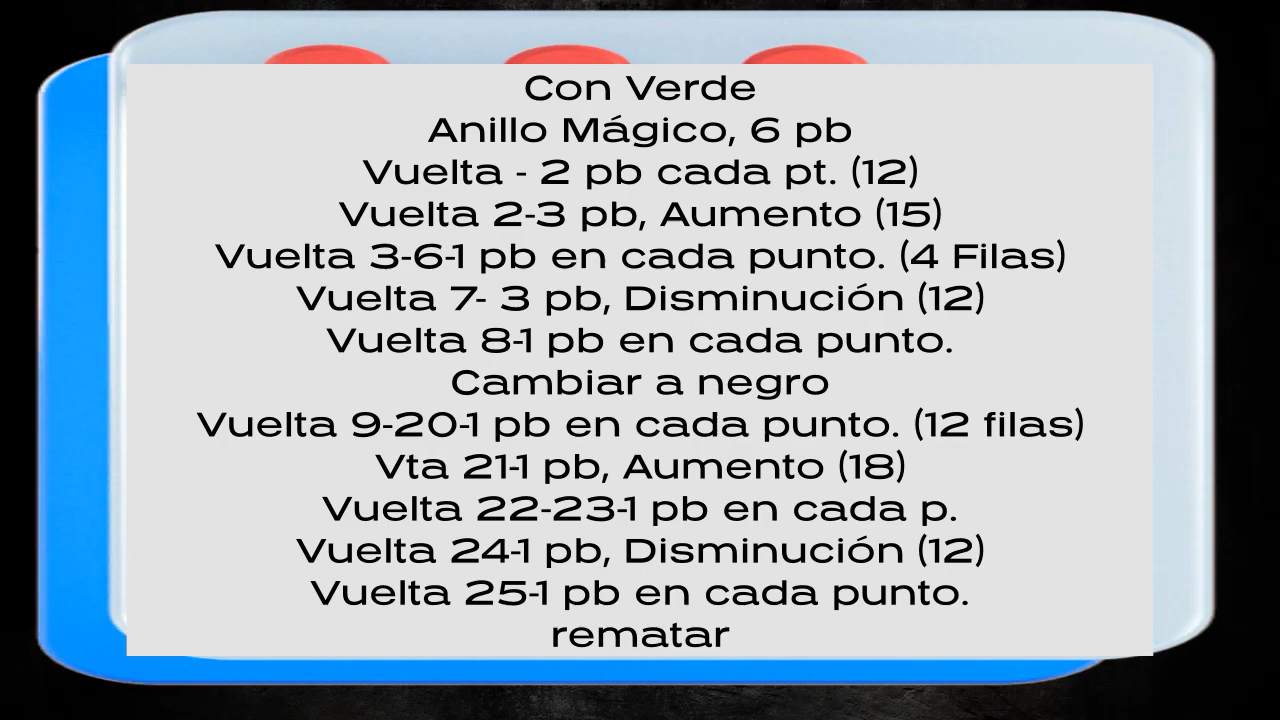 Con Verde
Anillo Mágico, 6 pb
Vuelta - 2 pb cada pt. (12)
Vuelta 2-3 pb, Aumento (15)
Vuelta 3-6-1 pb en cada punto. (4 Filas)
Vuelta 7- 3 pb, Disminución (12)
Vuelta 8-1 pb en cada punto.
Cambiar a negro
Vuelta 9-20-1 pb en cada punto. (12 filas)
Vta 21-1 pb, Aumento (18)
Vuelta 22-23-1 pb en cada p.
Vuelta 24-1 pb, Disminución (12)
Vuelta 25-1 pb en cada punto.
rematar